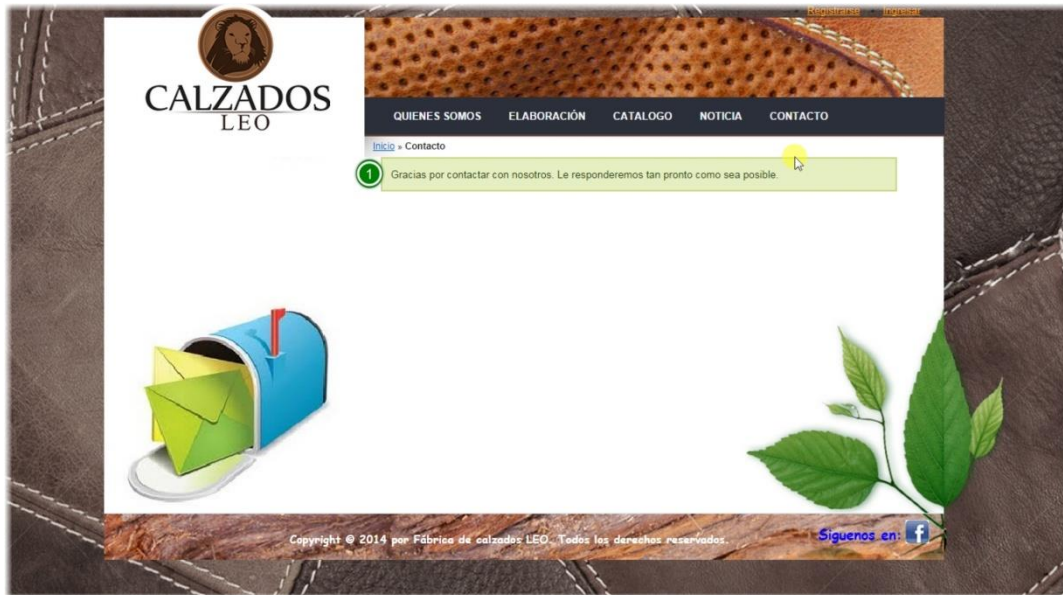 Registrarse Ingresar
CALZADOS
LEO
QUIENES SOMOS ELABORACIÓN CATALOGO NOTICIA CONTACTO
Inicio » Contacto
1 Gracias por contactar con nosotros. Le responderemos tan pronto como sea posible.
Copyright © 2014 por Fábrica de calzados LEO. Todos los derechos reservados.
Siguenos en: f